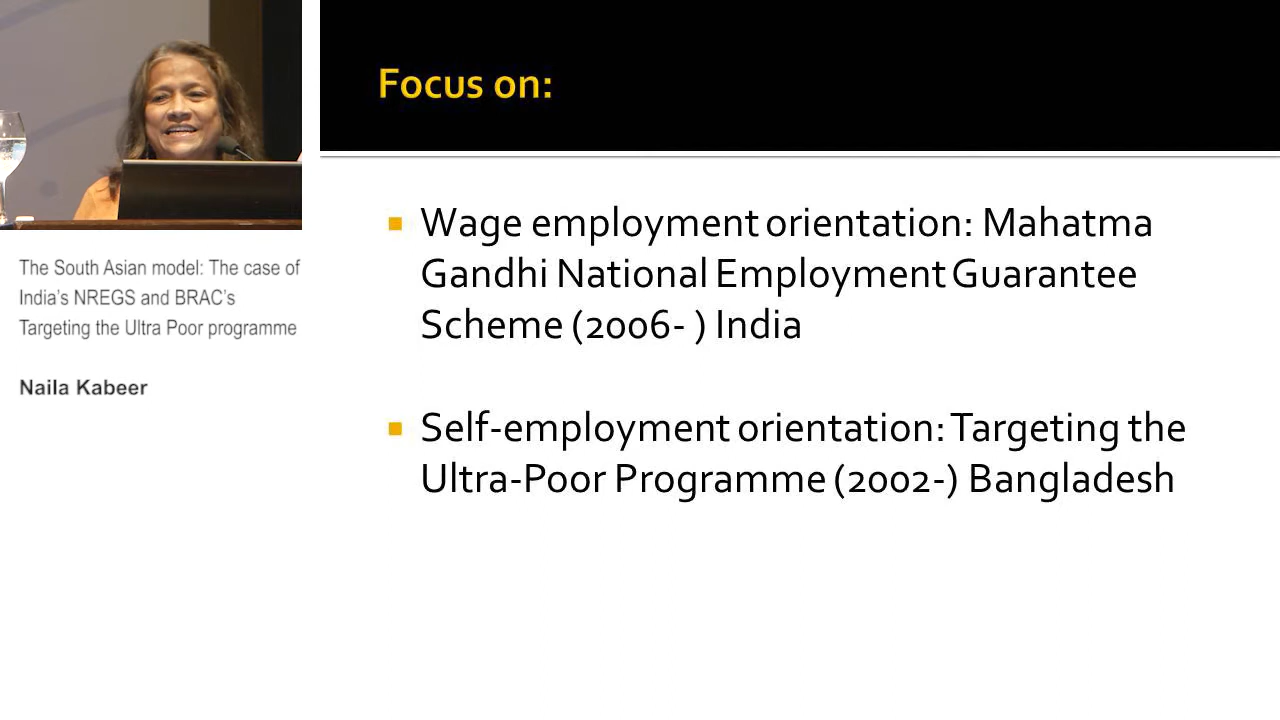 Focus on:
Wage employment orientation: Mahatma
Gandhi National Employment Guarantee
Scheme (2006- ) India
Self-employment orientation: Targeting the
Ultra-Poor Programme (2002-) Bangladesh
The South Asian model: The case of
India's NREGS and BRAC's
Targeting the Ultra Poor programme
Naila Kabeer